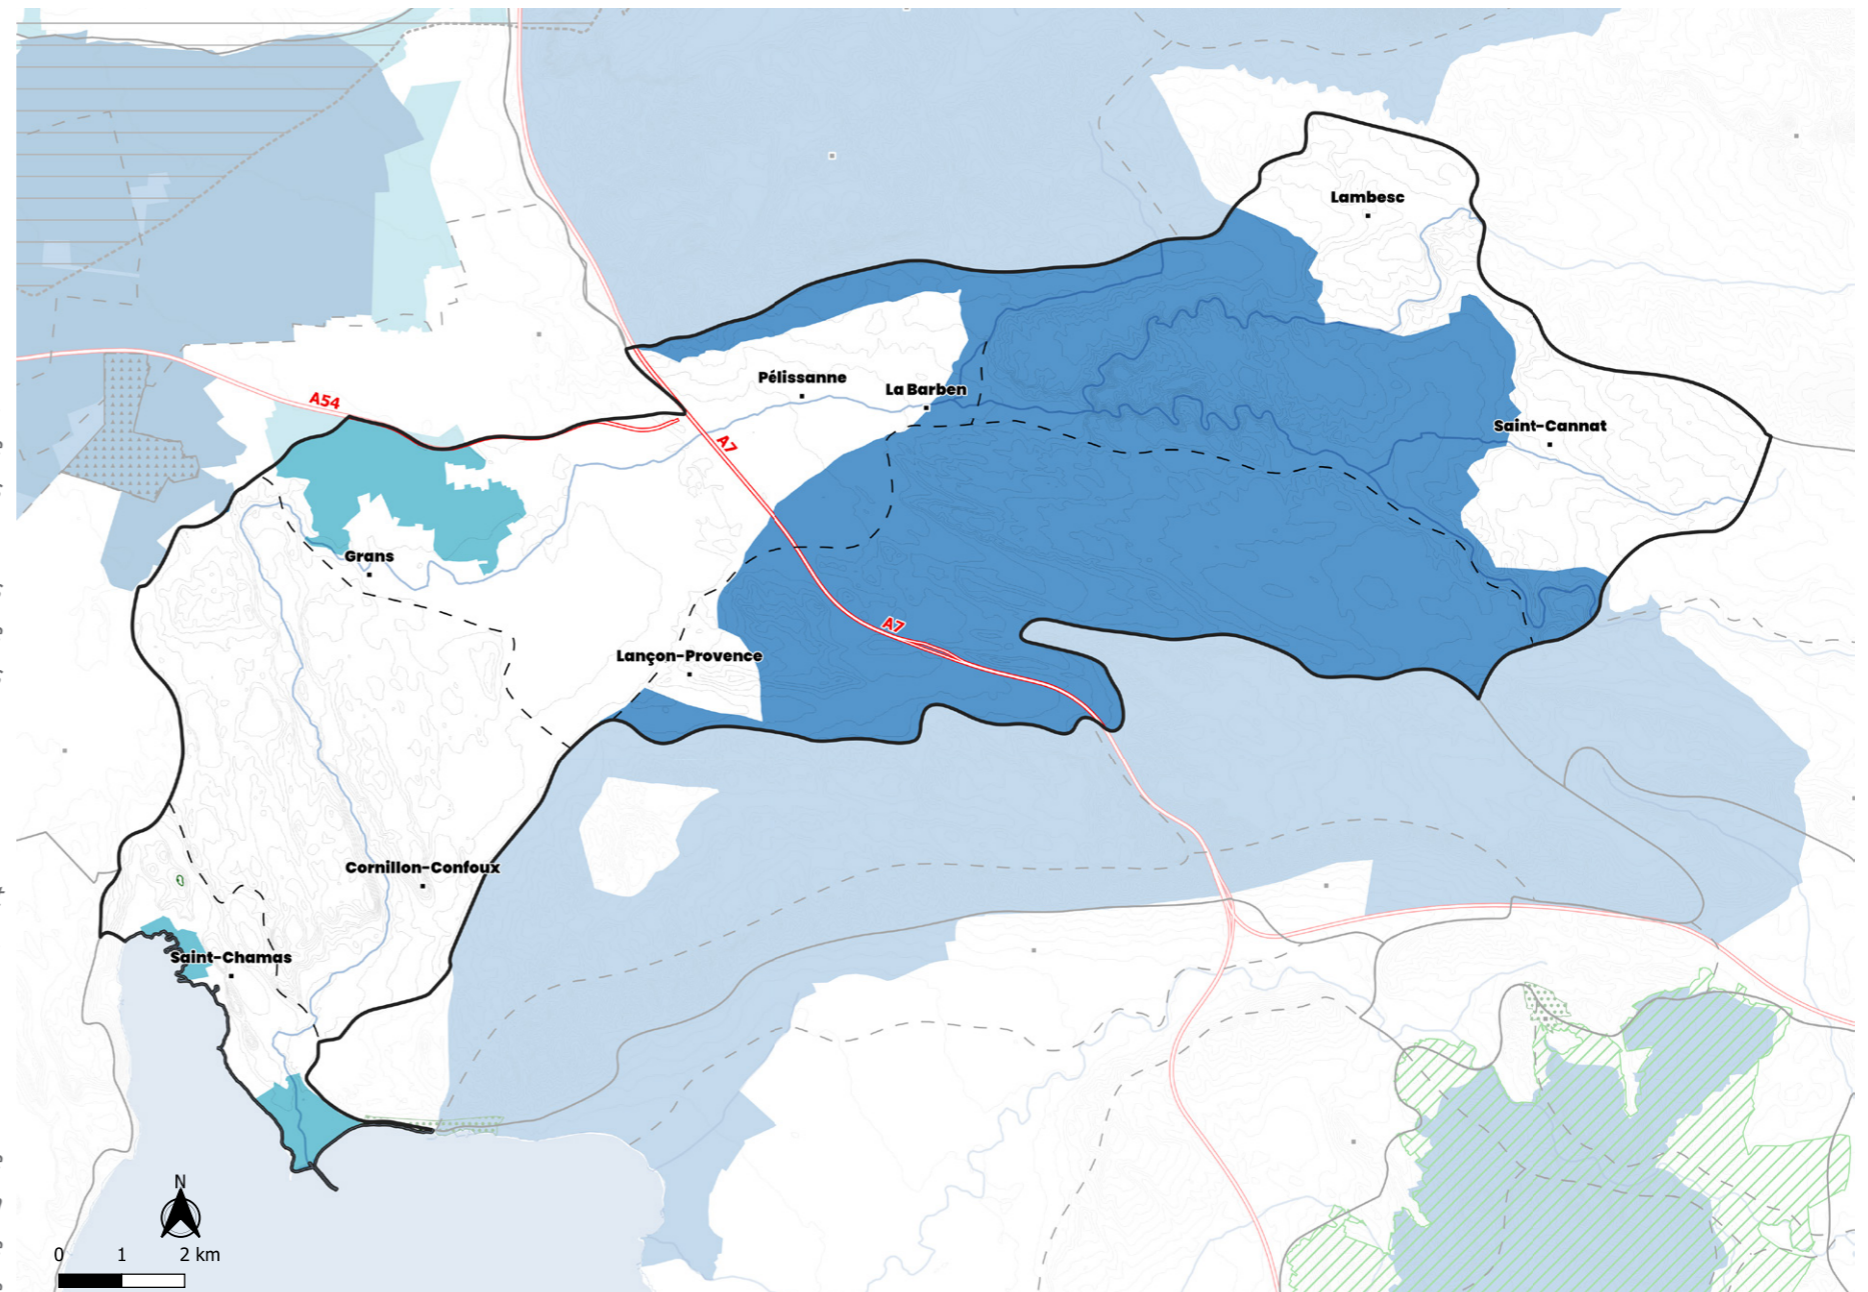 Lambesc
Pélissanne
La Barben
A54
Saint-Cannat
A7
Grans
A7
Lançon-Provence
Cornillon-Confoux
Saint-Chamas
N
0 1 2 km